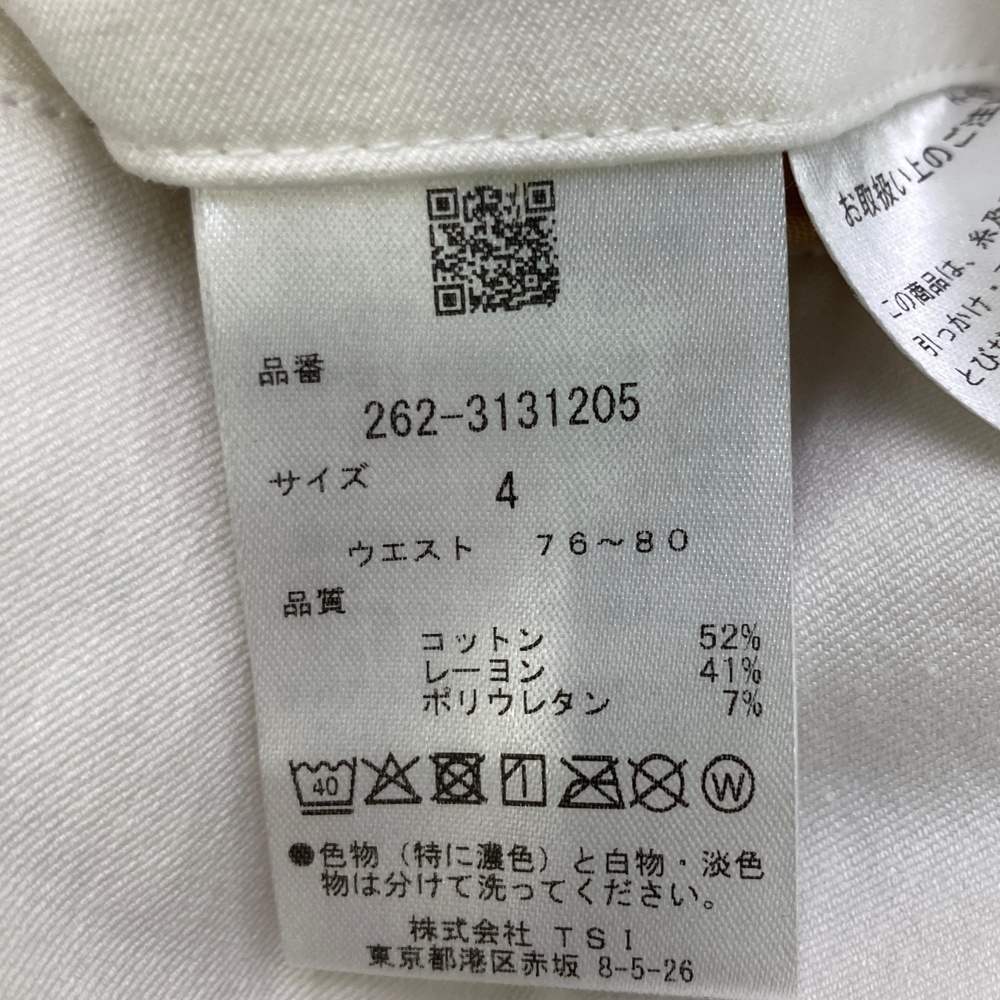 品番
262-3131205
サイズ 4
ウエスト 76～80
品質
コットン 52%
レーヨン 41%
ポリウレタン 7%
40
W
●色物（特に濃色）と白物・淡色
物は分けて洗ってください。
株式会社 TSI
東京都港区赤坂 8-5-26
お取扱い上のご注
この商品は、糸
引っかけ・
とひ